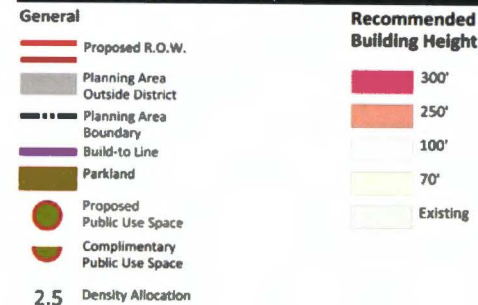 General
Proposed R.O.W.
Planning Area
Outside District
Planning Area
Boundary
Build-to Line
Parkland
Proposed
Public Use Space
Complimentary
Public Use Space
2.5 Density Allocation
Recommended
Building Height
300'
250'
100'
70'
Existing